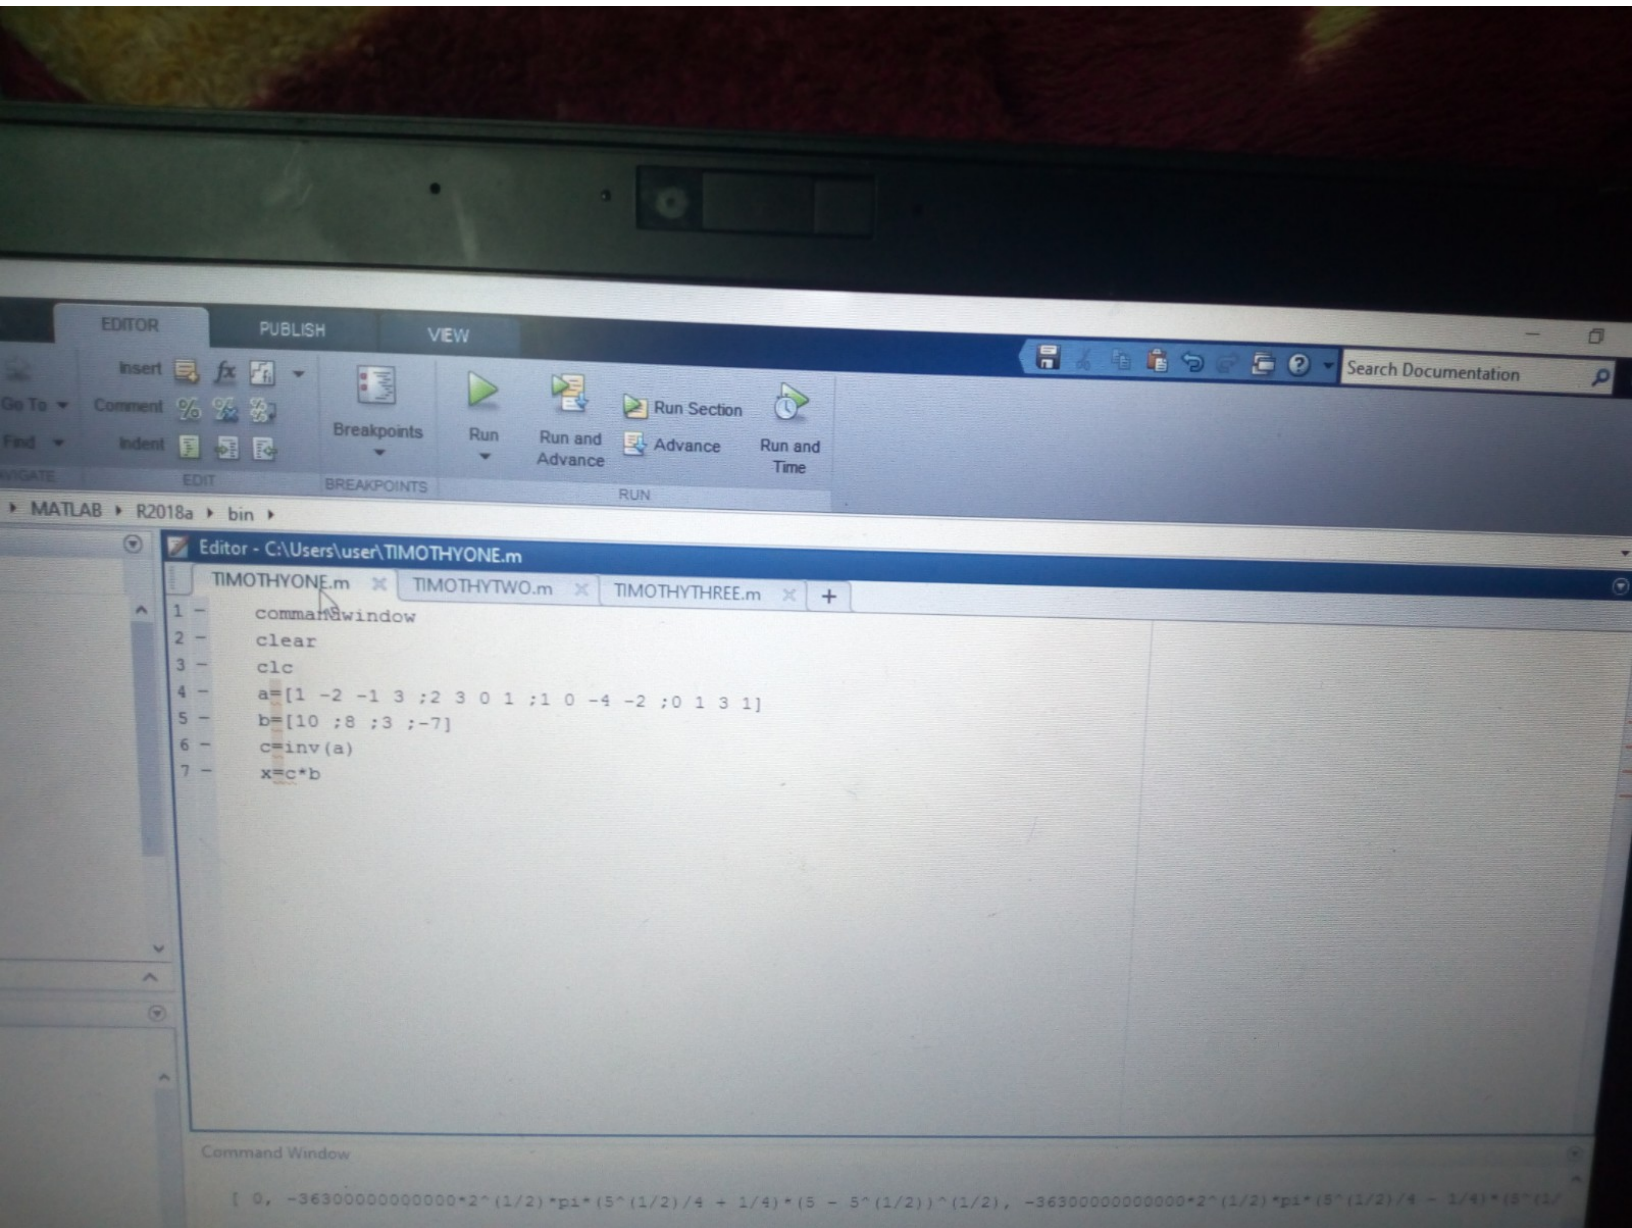 EDITOR PUBLISH VIEW
Search Documentation
Insert fx
Go To Comment
Find Indent
Breakpoints
Run
Run and Advance
Run Section
Advance
Run and Time
EDIT BREAKPOINTS RUN
MATLAB R2018a bin
Editor - C:\Users\user\TIMOTHYONE.m
TIMOTHYONE.m TIMOTHYTWO.m TIMOTHYTHREE.m +
1 - commandwindow
2 - clear
3 - clc
4 - a=[1 -2 -1 3 ;2 3 0 1 ;1 0 -4 -2 ;0 1 3 1]
5 - b=[10 ;8 ;3 ;-7]
6 - c=inv(a)
7 - x=c*b
Command Window
[ 0, -36300000000000*2^(1/2)*pi*(5^(1/2)/4 + 1/4)*(5 - 5^(1/2))^(1/2), -36300000000000*2^(1/2)*pi*(5^(1/2)/4 - 1/4)*(5^(1/